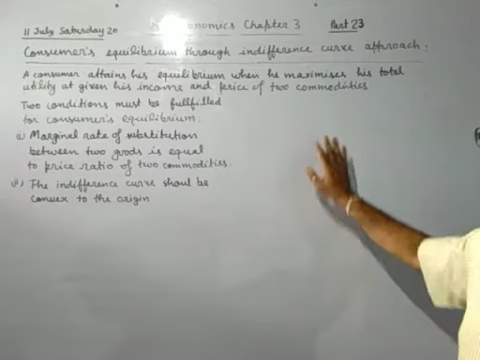 11 July Saturday 20 Economics Chapter 3 Part 23
Consumer's equilibrium through indifference curve approach:
A consumer attains his equilibrium when he maximises his total
utility at given his income and price of two commodities
Two conditions must be fullfilled
for consumer's equilibrium:
i) Marginal rate of substitution
between two goods is equal
to price ratio of two commodities.
ii) The indifference curve shoul be
convex to the origin